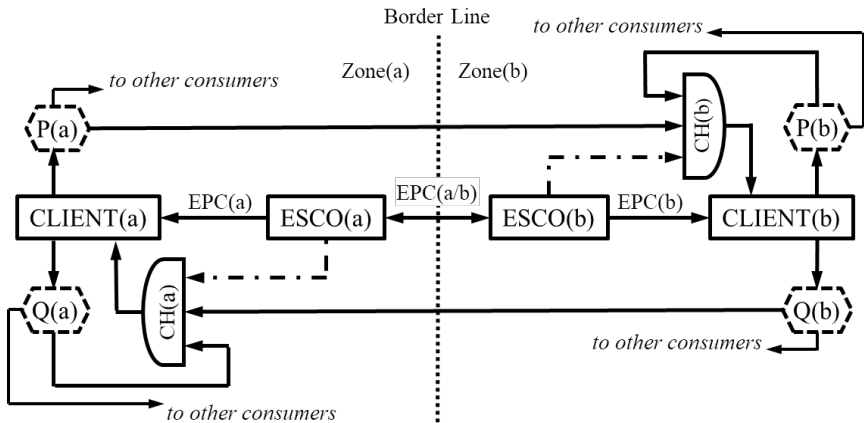 Border Line
to other consumers
to other consumers
Zone(a)
Zone(b)
P(a)
CH(b)
P(b)
CLIENT(a)
EPC(a)
ESCO(a)
EPC(a/b)
ESCO(b)
EPC(b)
CLIENT(b)
Q(a)
CH(a)
Q(b)
to other consumers
to other consumers